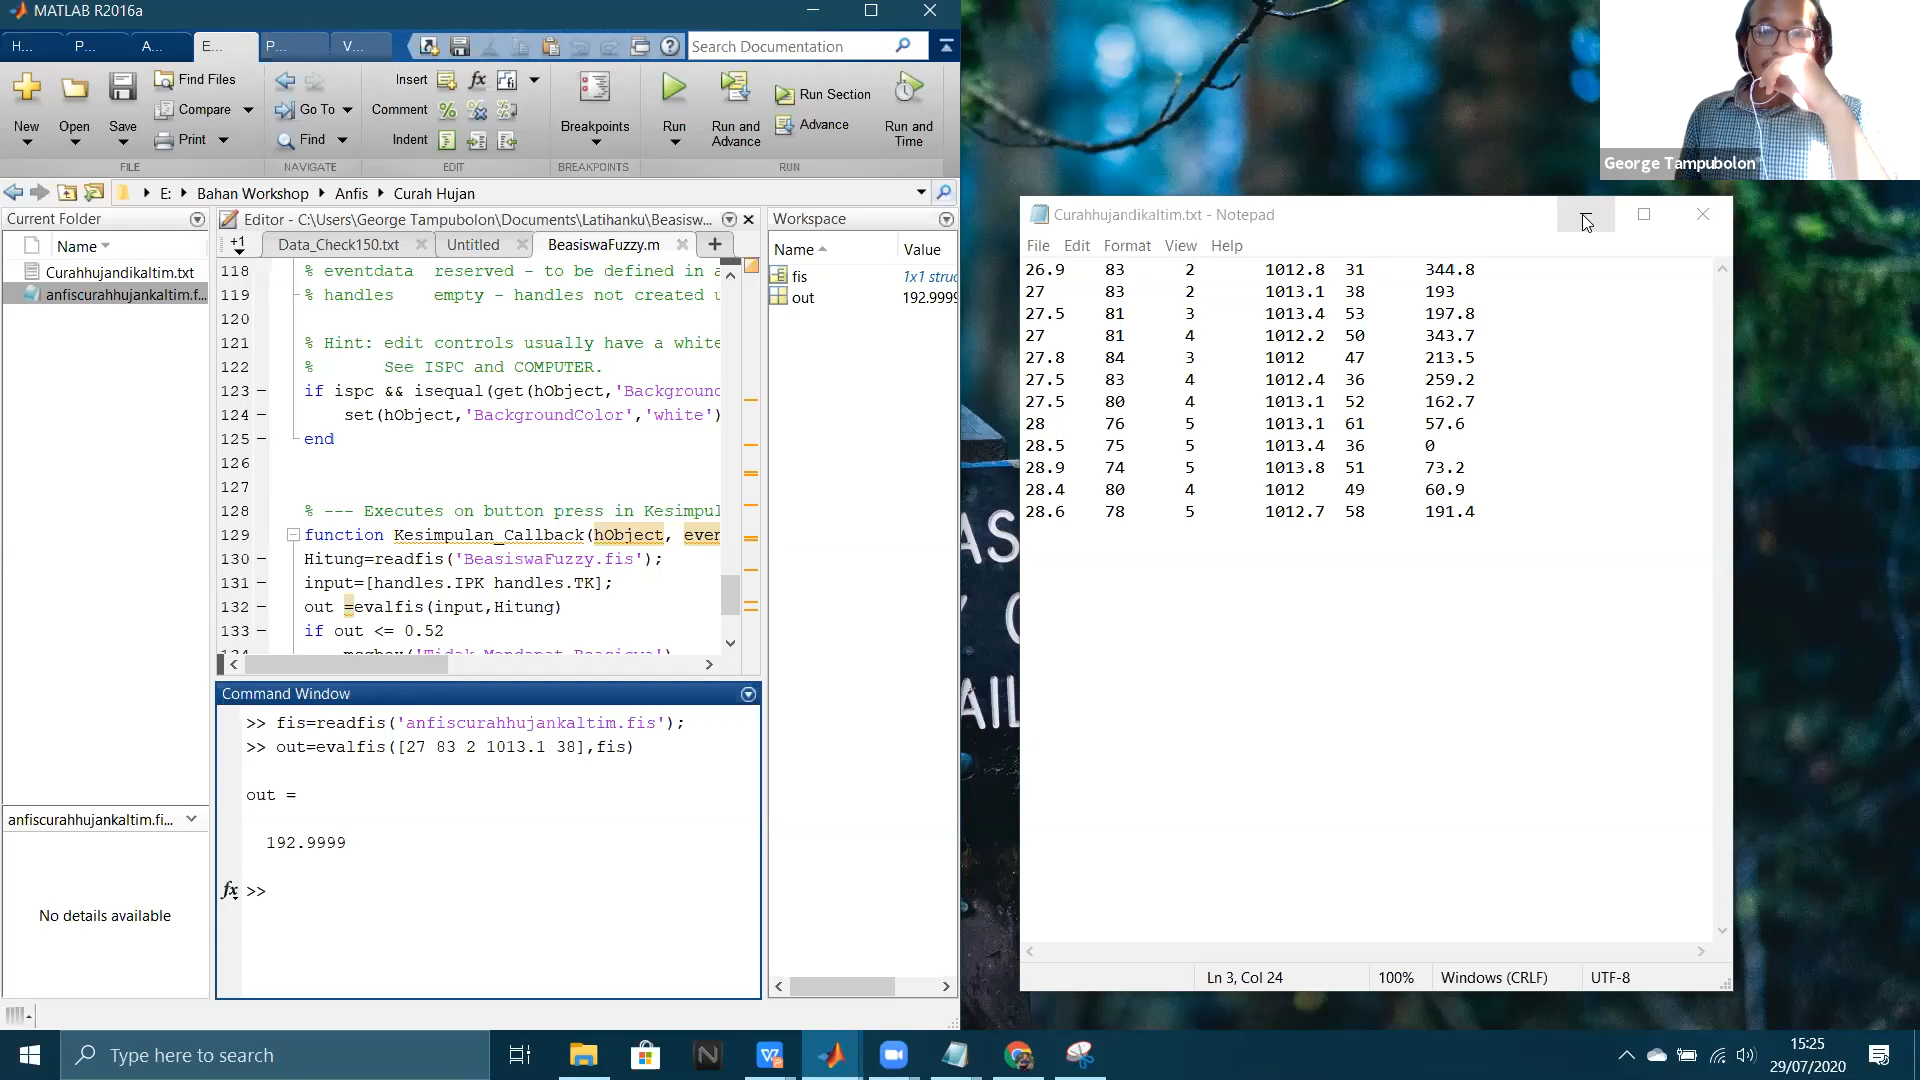 MATLAB R2016a
H... P... A... E... P... V...
Search Documentation
New
Open
Save
Find Files
Compare
Print
Go To
Find
Insert
Comment
Indent
Breakpoints
Run
Run and Advance
Run Section
Advance
Run and Time
FILE NAVIGATE EDIT BREAKPOINTS RUN
E: Bahan Workshop Anfis Curah Hujan
Current Folder
Name
Curahhujandikaltim.txt
anfiscurahhujankaltim.f...
anfiscurahhujankaltim.fi...
No details available
Editor - C:\Users\George Tampubolon\Documents\Latihanku\Beasisw...
+1 Data_Check150.txt Untitled BeasiswaFuzzy.m
118 % eventdata reserved - to be defined in a
119 % handles empty - handles not created u
120
121 % Hint: edit controls usually have a white
122 % See ISPC and COMPUTER.
123 if ispc && isequal(get(hObject,'Background
124 set(hObject,'BackgroundColor','white')
125 end
126
127
128 % --- Executes on button press in Kesimpul
129 function Kesimpulan_Callback(hObject, even
130 Hitung=readfis('BeasiswaFuzzy.fis');
131 input=[handles.IPK handles.TK];
132 out =evalfis(input,Hitung)
133 if out <= 0.52
134 msgbox('Tidak Mendapat Beasiswa')
Command Window
>> fis=readfis('anfiscurahhujankaltim.fis');
>> out=evalfis([27 83 2 1013.1 38],fis)
out =
192.9999
fx >>
Workspace
Name Value
fis 1x1 struc
out 192.9999
George Tampubolon
Curahhujandikaltim.txt - Notepad
File Edit Format View Help
26.9 83 2 1012.8 31 344.8
27 83 2 1013.1 38 193
27.5 81 3 1013.4 53 197.8
27 81 4 1012.2 50 343.7
27.8 84 3 1012 47 213.5
27.5 83 4 1012.4 36 259.2
27.5 80 4 1013.1 52 162.7
28 76 5 1013.1 61 57.6
28.5 75 5 1013.4 36 0
28.9 74 5 1013.8 51 73.2
28.4 80 4 1012 49 60.9
28.6 78 5 1012.7 58 191.4
Ln 3, Col 24 100% Windows (CRLF) UTF-8
Type here to search
15:25
29/07/2020